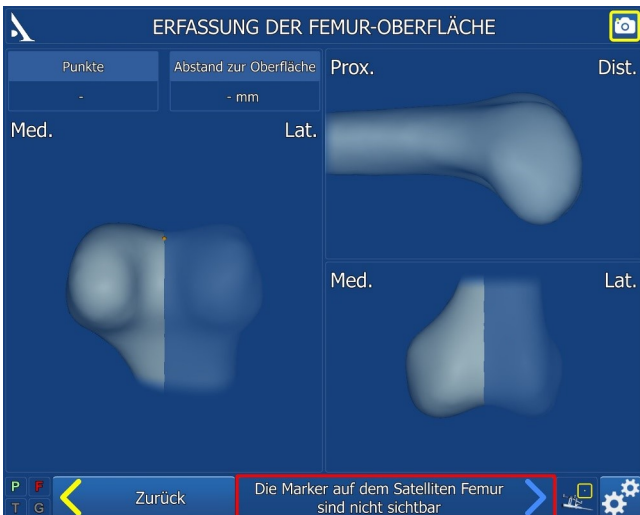 ERFASSUNG DER FEMUR-OBERFLÄCHE
Punkte
-
Abstand zur Oberfläche
- mm
Med.
Lat.
Prox.
Dist.
Med.
Lat.
P F
T G
Zurück
Die Marker auf dem Satelliten Femur
sind nicht sichtbar